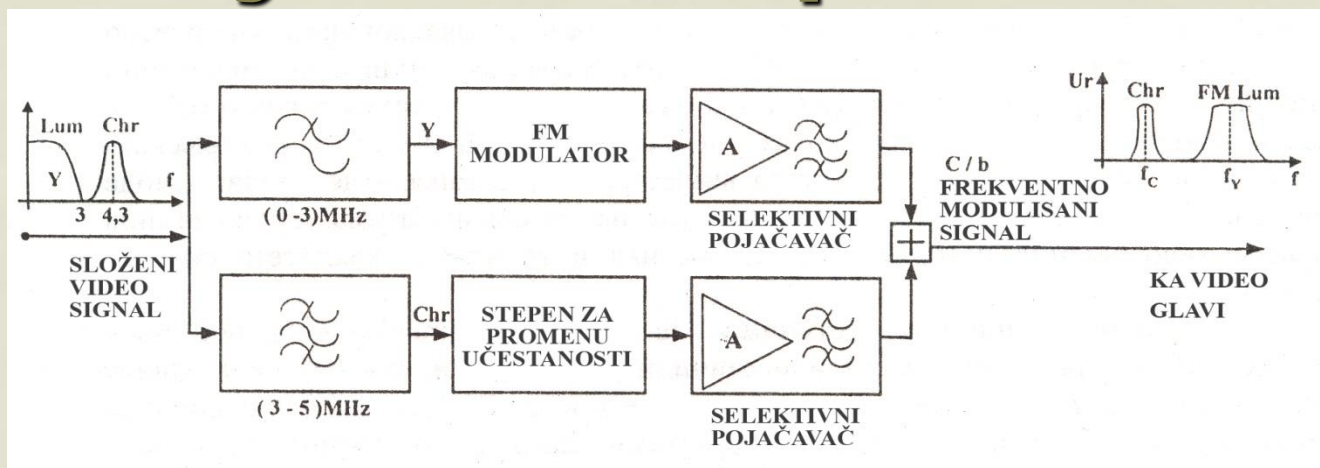 Lum
Chr
Y
f
3
4,3
SLOŽENI
VIDEO
SIGNAL
( 0 -3)MHz
Y
FM
MODULATOR
A
SELEKTIVNI
POJAČAVAČ
( 3 - 5 )MHz
Chr
STEPEN ZA
PROMENU
UČESTANOSTI
A
SELEKTIVNI
POJAČAVAČ
C / b
FREKVENTNO
MODULISANI
SIGNAL
KA VIDEO
GLAVI
Ur
Chr
FM Lum
fC
fY
f